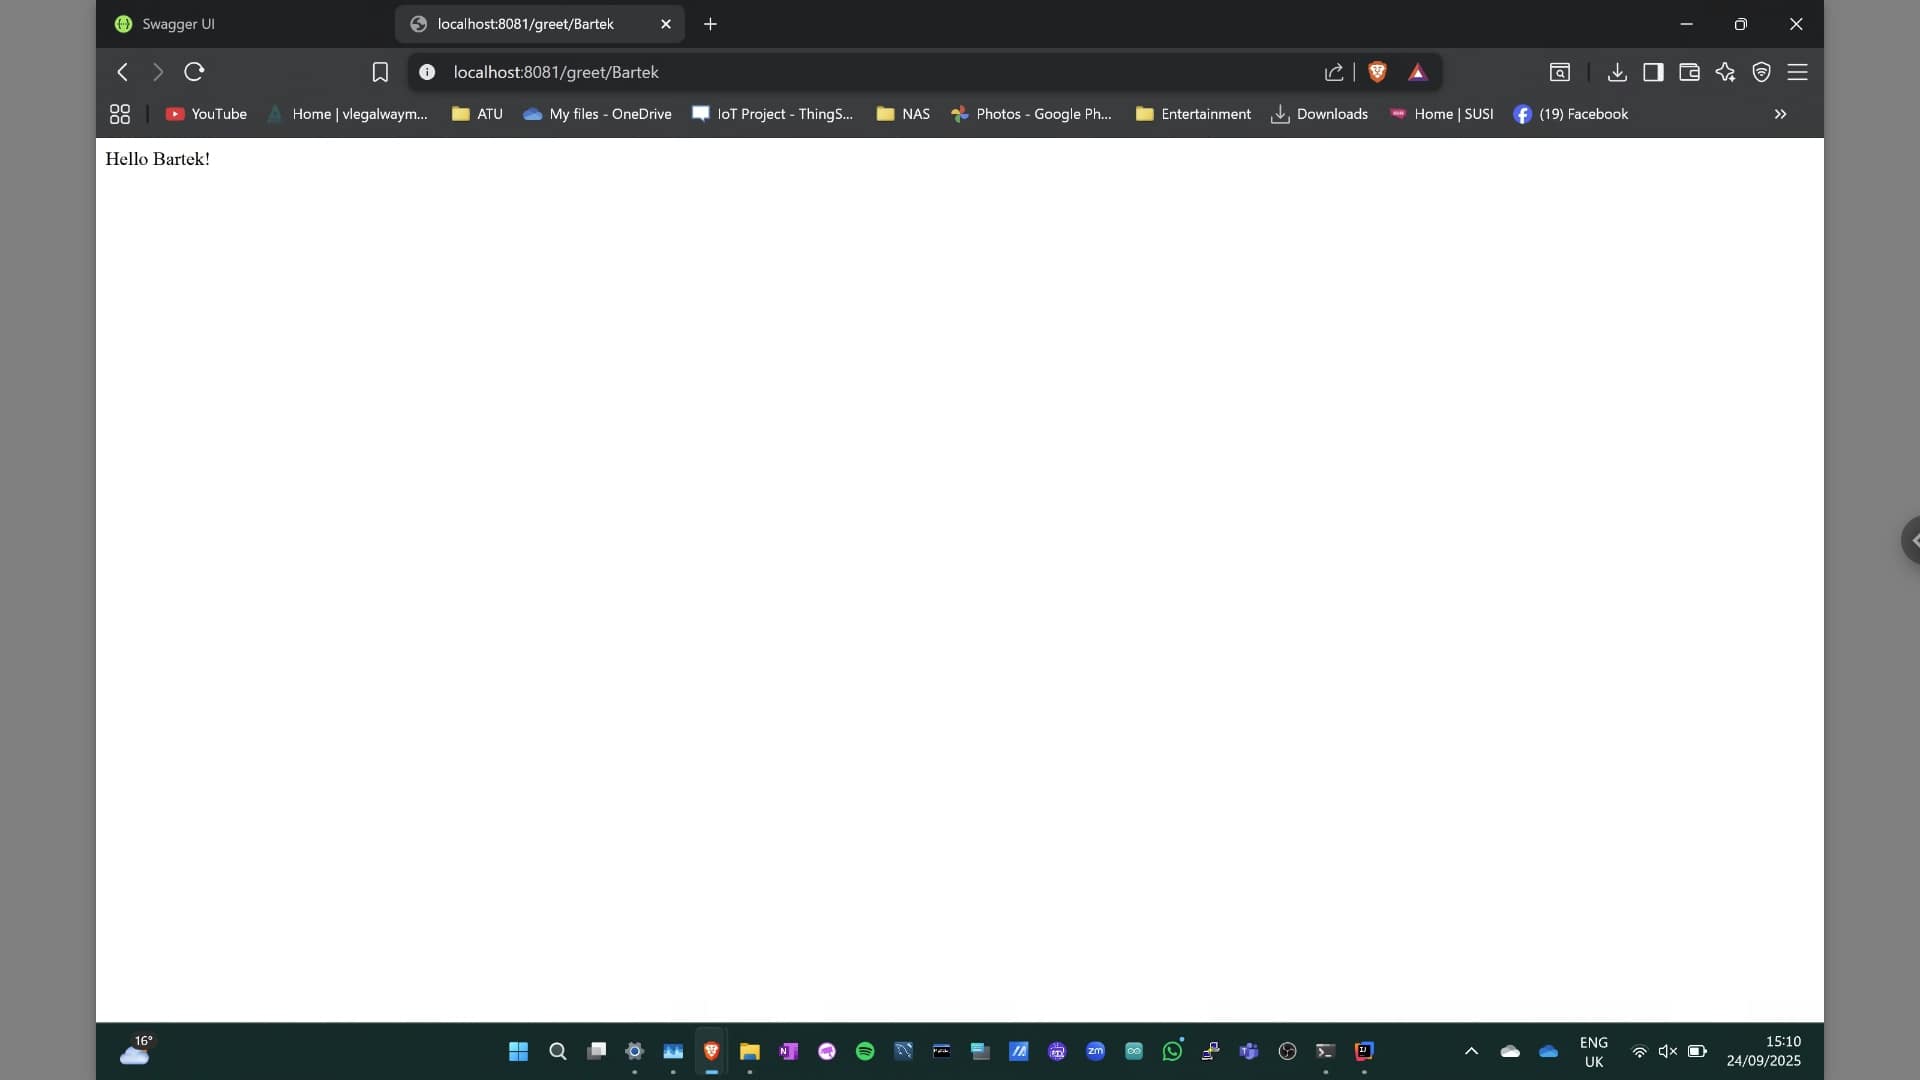 Swagger UI
localhost:8081/greet/Bartek
localhost:8081/greet/Bartek
YouTube
Home | vlegalwaym...
ATU
My files - OneDrive
IoT Project - ThingS...
NAS
Photos - Google Ph...
Entertainment
Downloads
Home | SUSI
(19) Facebook
Hello Bartek!
16°
zm
ENG
UK
15:10
24/09/2025